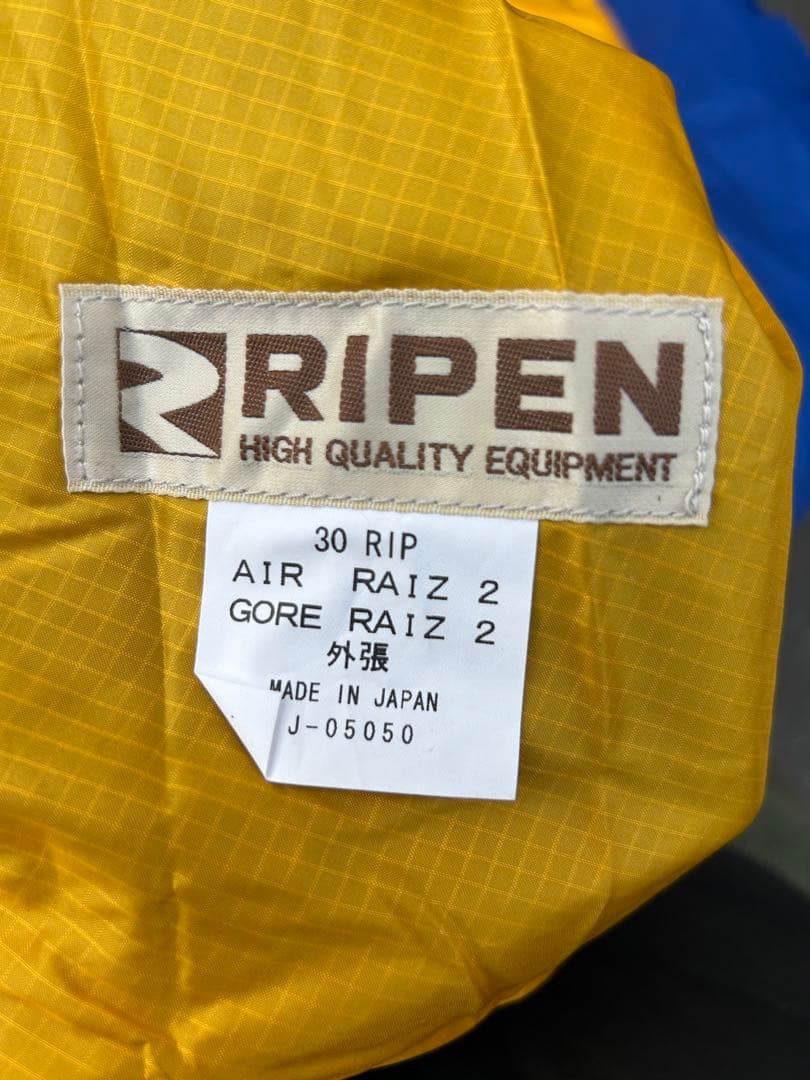 RIPEN
HIGH QUALITY EQUIPMENT
30 RIP
AIR RAIZ 2
GORE RAIZ 2
外張
MADE IN JAPAN
J-05050